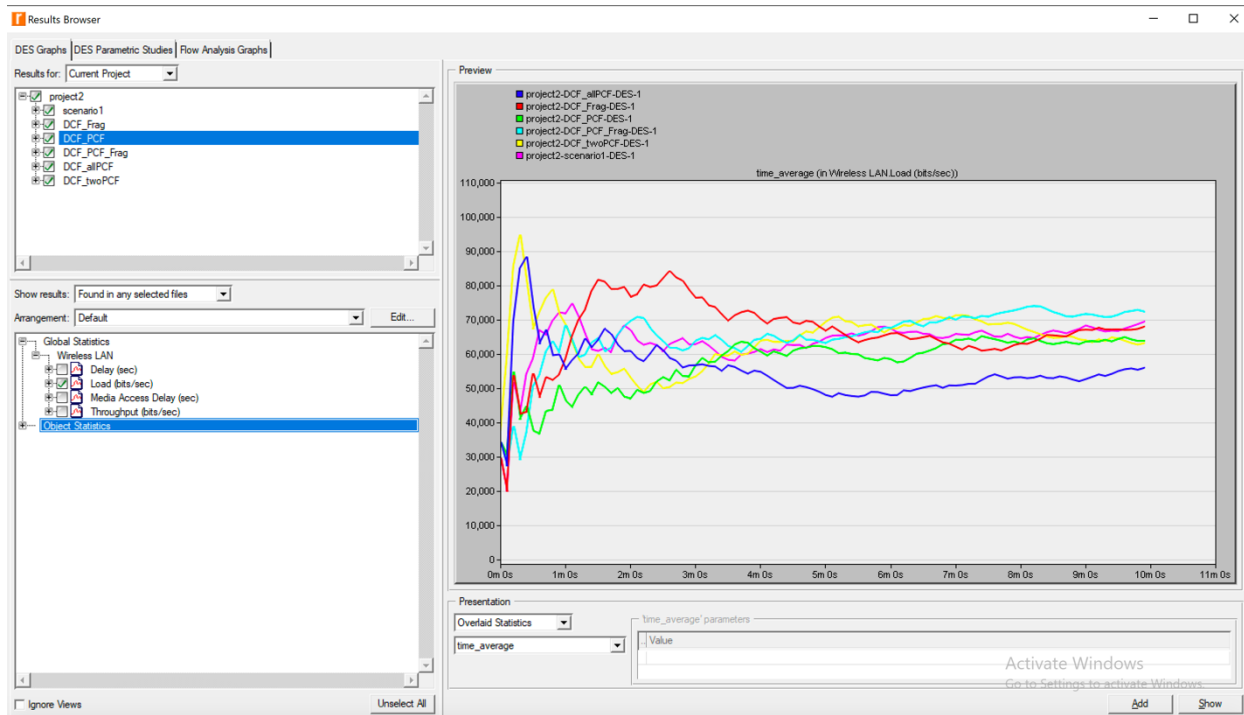 Results Browser
DES Graphs DES Parametric Studies Flow Analysis Graphs
Results for: Current Project
project2
scenario1
DCF_Frag
DCF_PCF
DCF_PCF_Frag
DCF_allPCF
DCF_twoPCF
Show results: Found in any selected files
Arrangement: Default Edit...
Global Statistics
Wireless LAN
Delay (sec)
Load (bits/sec)
Media Access Delay (sec)
Throughput (bits/sec)
Object Statistics
Ignore Views Unselect All
Preview
project2-DCF_allPCF-DES-1
project2-DCF_Frag-DES-1
project2-DCF_PCF-DES-1
project2-DCF_PCF_Frag-DES-1
project2-DCF_twoPCF-DES-1
project2-scenario1-DES-1
time_average (in Wireless LAN.Load (bits/sec))
110,000
100,000
90,000
80,000
70,000
60,000
50,000
40,000
30,000
20,000
10,000
0
0m 0s 1m 0s 2m 0s 3m 0s 4m 0s 5m 0s 6m 0s 7m 0s 8m 0s 9m 0s 10m 0s 11m 0s
Presentation
Overlaid Statistics
time_average
'time_average' parameters
... Value
Activate Windows
Go to Settings to activate Windows.
Add Show